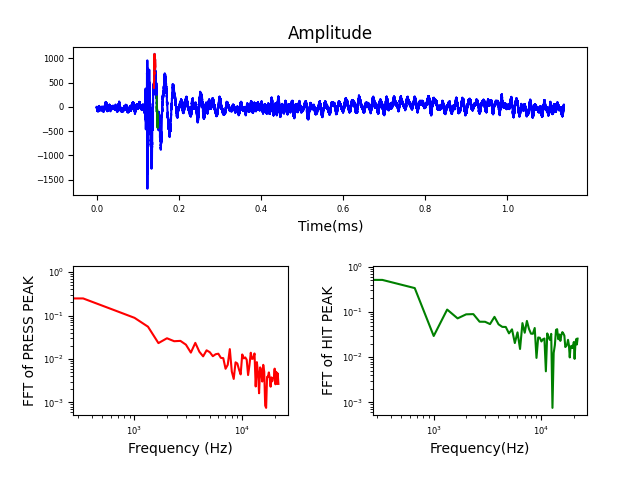 Amplitude
1000
500
0
−500
−1000
−1500
0.0 0.2 0.4 0.6 0.8 1.0
Time(ms)
FFT of PRESS PEAK
10⁰
10⁻¹
10⁻²
10⁻³
10³ 10⁴
Frequency (Hz)
FFT of HIT PEAK
10⁰
10⁻¹
10⁻²
10⁻³
10³ 10⁴
Frequency(Hz)